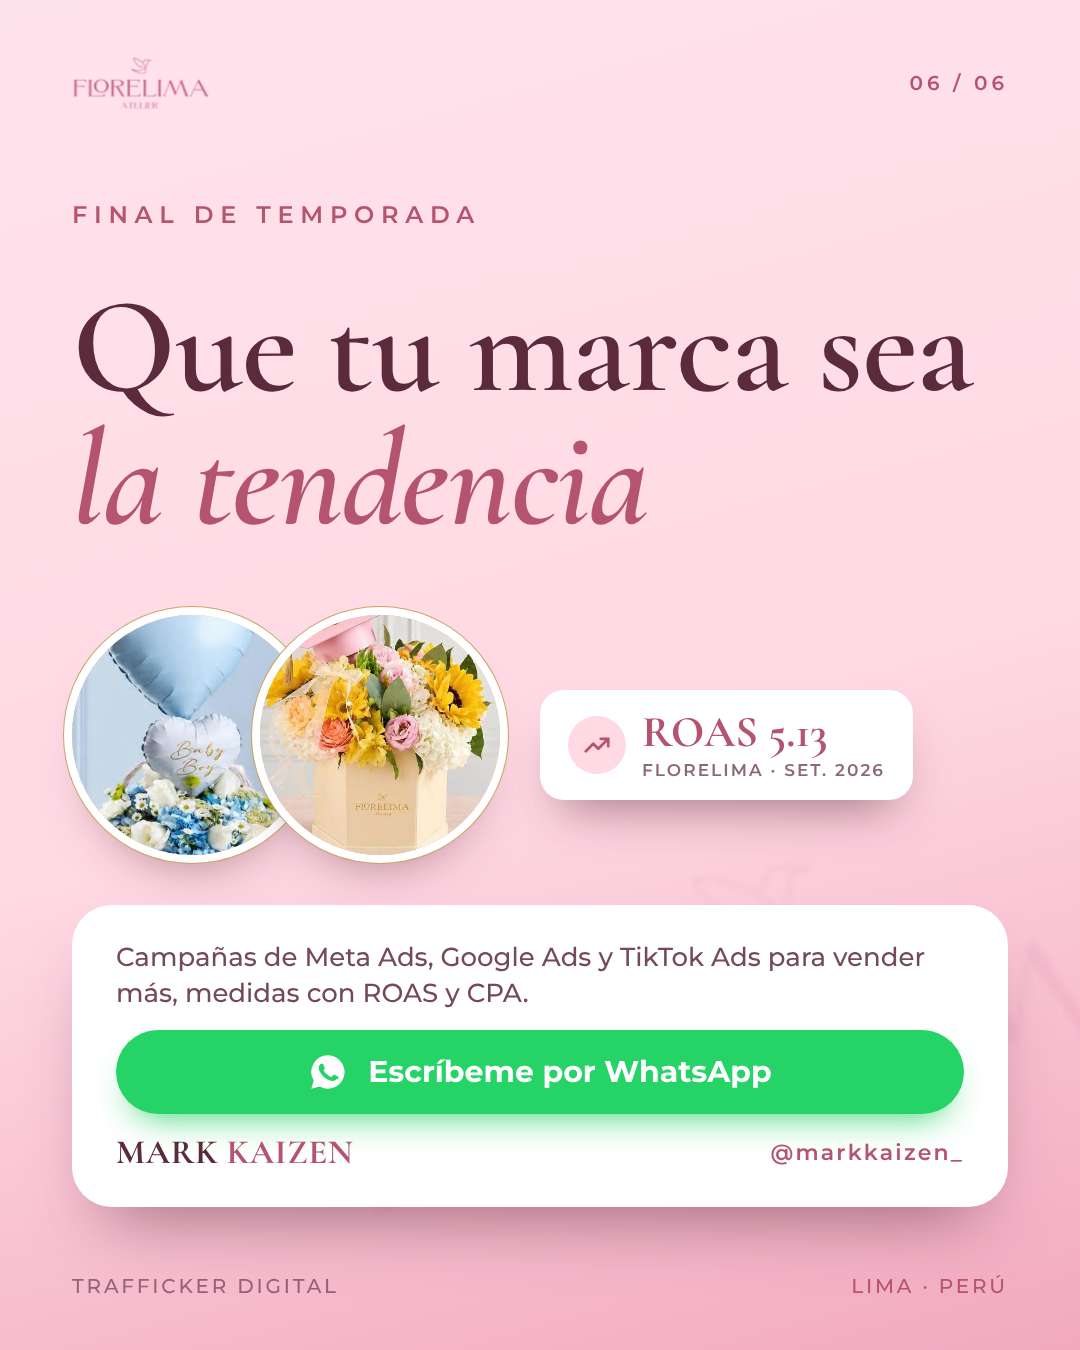 FLORELIMA
ATELIER
06 / 06
FINAL DE TEMPORADA
Que tu marca sea
la tendencia
Baby
Boy
FLORELIMA
ROAS 5.13
FLORELIMA · SET. 2026
Campañas de Meta Ads, Google Ads y TikTok Ads para vender
más, medidas con ROAS y CPA.
Escríbeme por WhatsApp
MARK KAIZEN
@markkaizen_
TRAFFICKER DIGITAL
LIMA · PERÚ